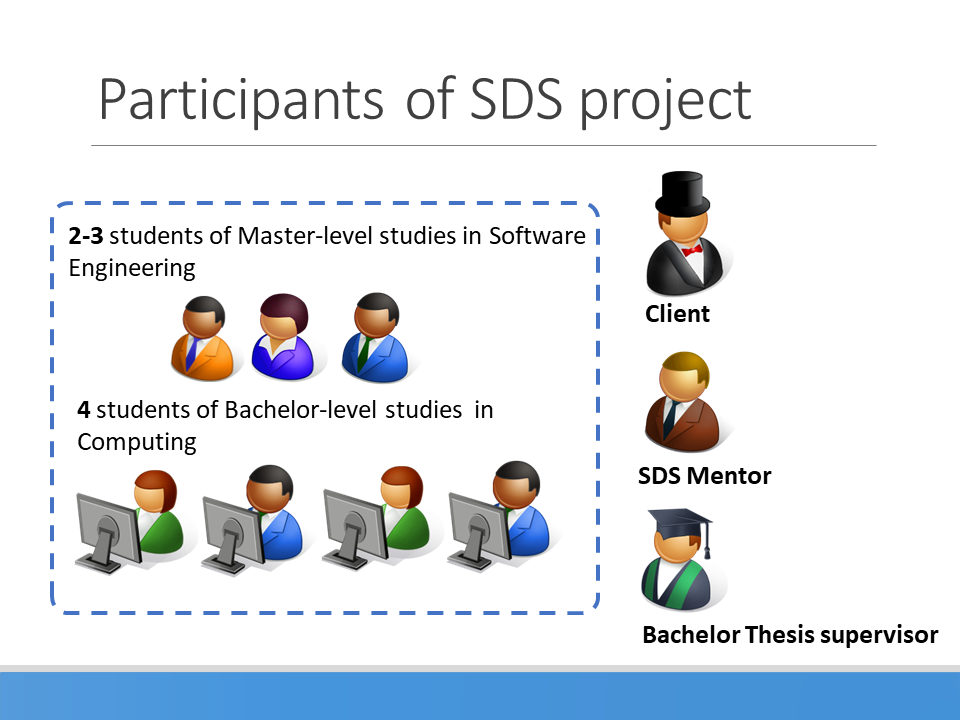 Participants of SDS project
2-3 students of Master-level studies in Software
Engineering
4 students of Bachelor-level studies in
Computing
Client
SDS Mentor
Bachelor Thesis supervisor